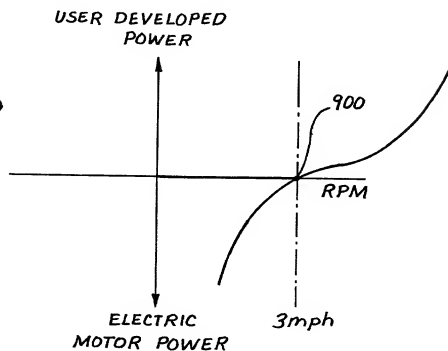 USER DEVELOPED
POWER
900
RPM
ELECTRIC
MOTOR POWER
3mph